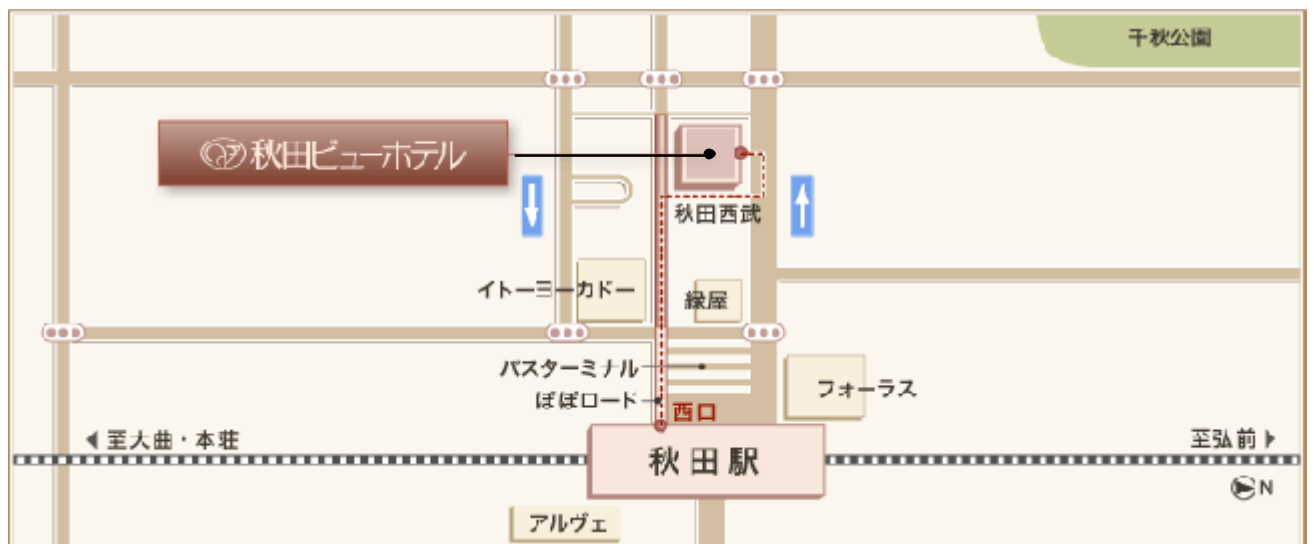 千秋公園
秋田ビューホテル
秋田西武
イトーヨーカドー
緑屋
バスターミナル
フォーラス
ぽぽロード
西口
至大曲・本荘
至弘前
秋田駅
N
アルヴェ